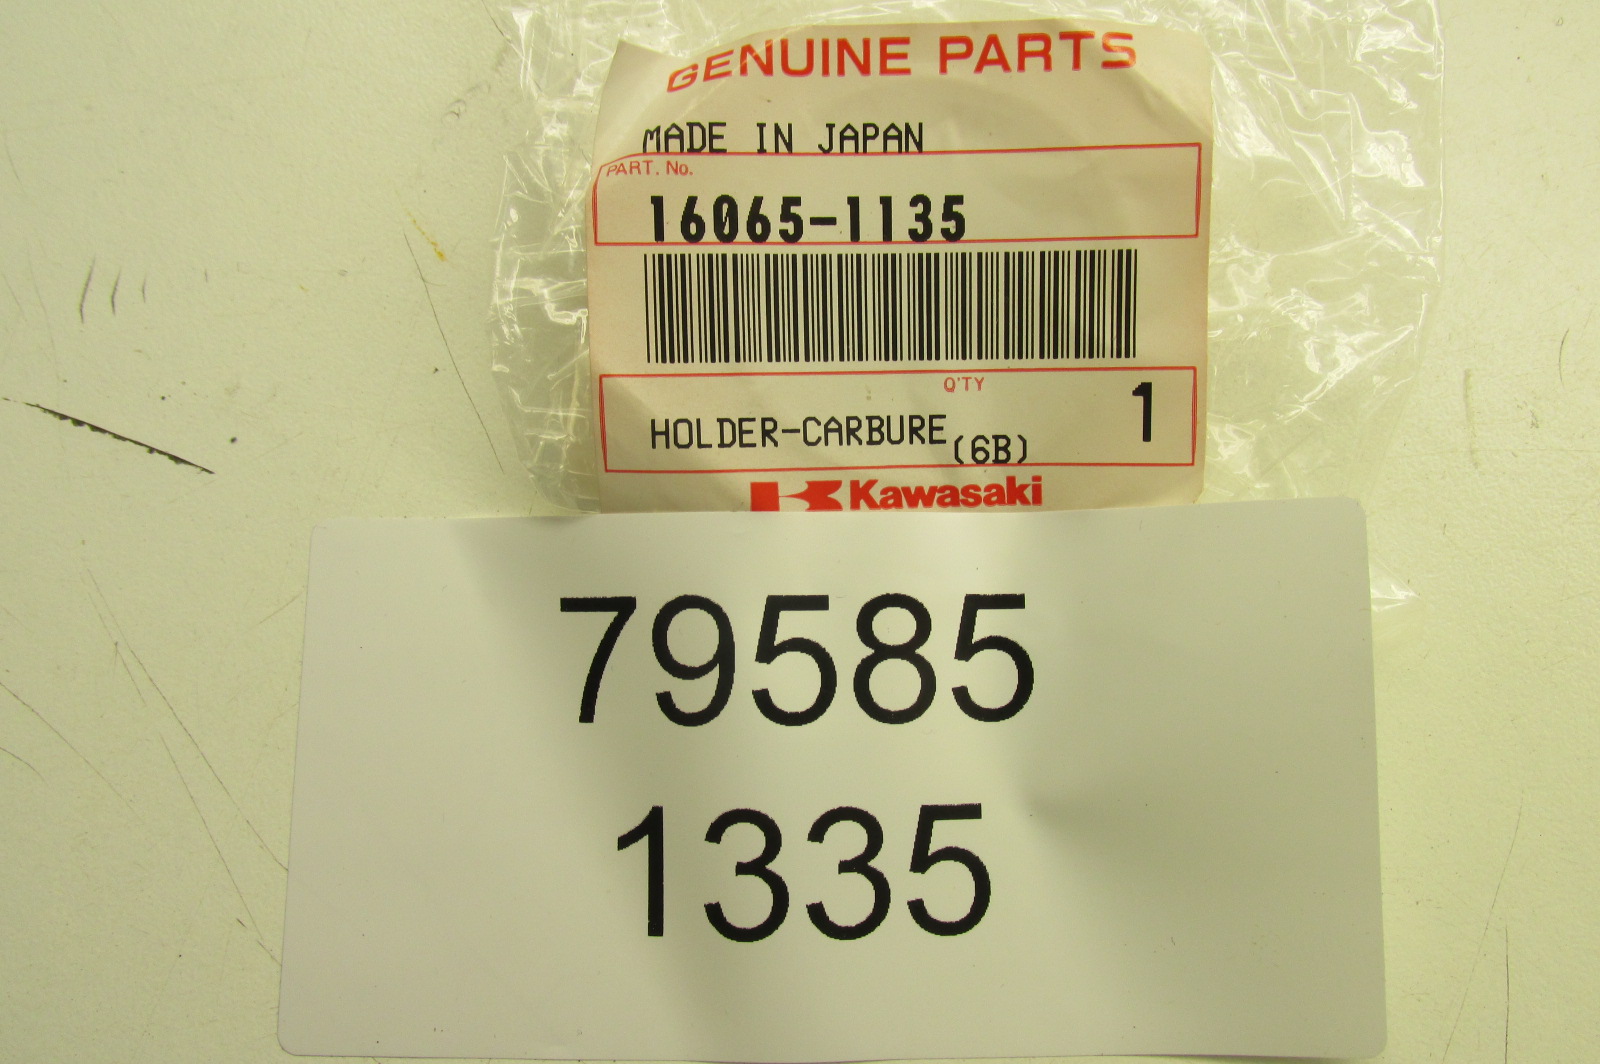 GENUINE PARTS
MADE IN JAPAN
PART. No.
16065-1135
Q'TY
HOLDER-CARBURE(6B) 1
Kawasaki
79585
1335